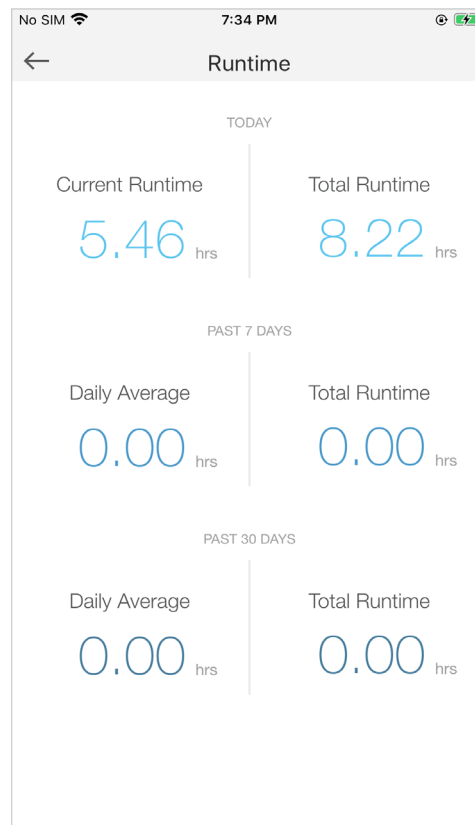 No SIM 7:34 PM
Runtime
TODAY
Current Runtime Total Runtime
5.46 hrs 8.22 hrs
PAST 7 DAYS
Daily Average Total Runtime
0.00 hrs 0.00 hrs
PAST 30 DAYS
Daily Average Total Runtime
0.00 hrs 0.00 hrs